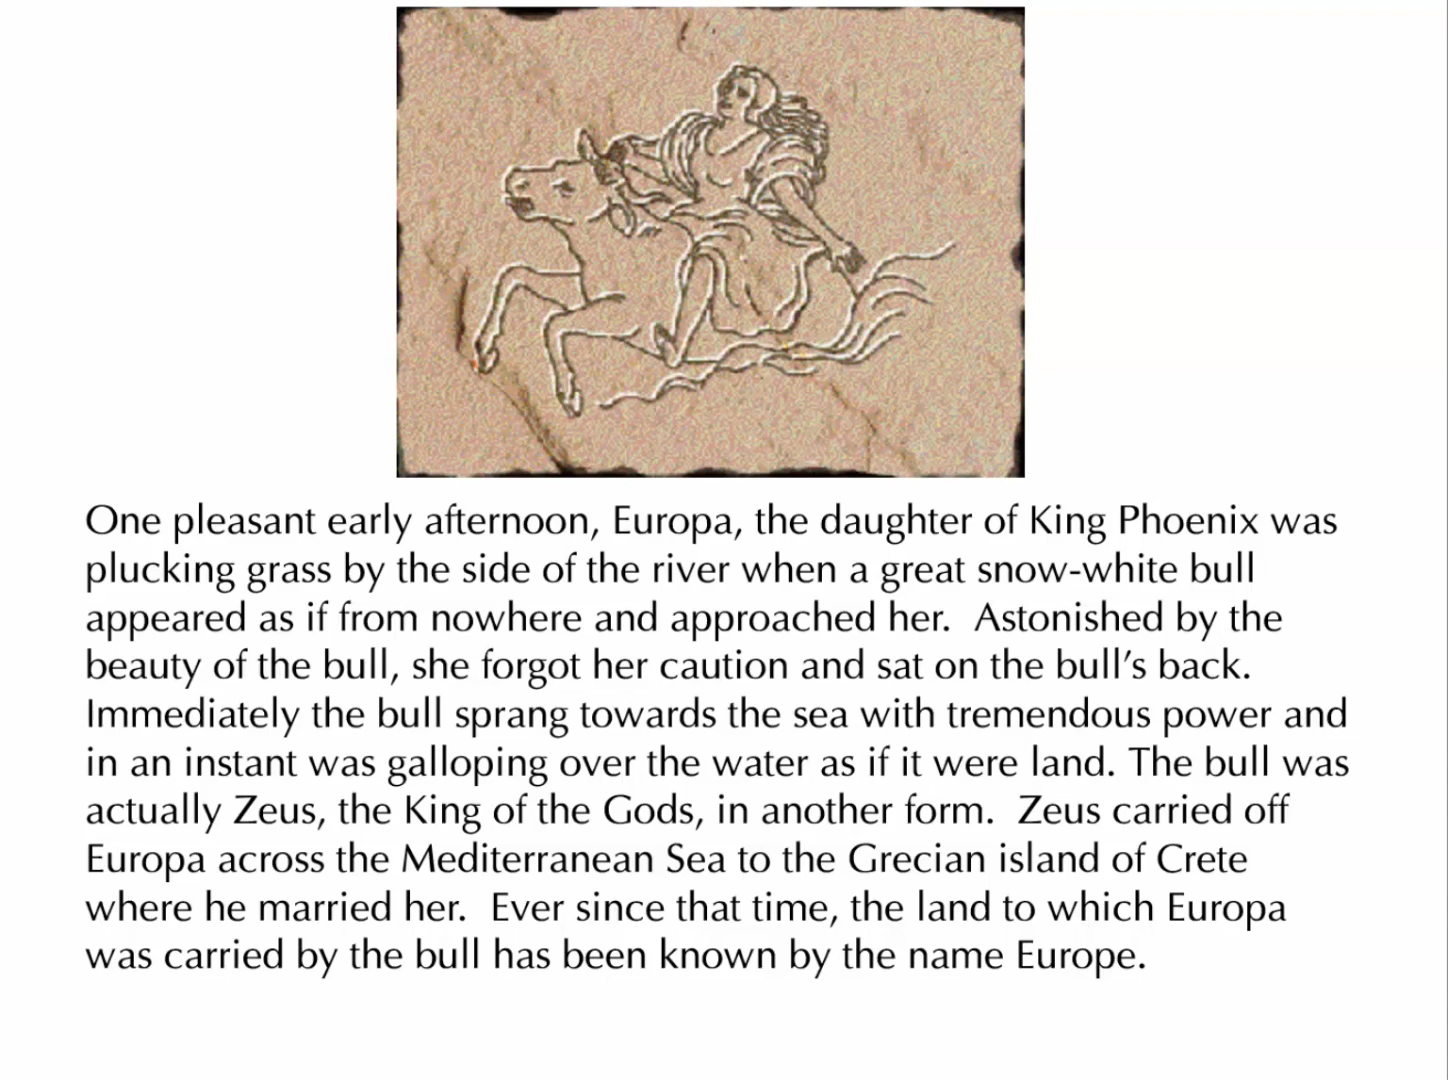 One pleasant early afternoon, Europa, the daughter of King Phoenix was
plucking grass by the side of the river when a great snow-white bull
appeared as if from nowhere and approached her.  Astonished by the
beauty of the bull, she forgot her caution and sat on the bull’s back.
Immediately the bull sprang towards the sea with tremendous power and
in an instant was galloping over the water as if it were land. The bull was
actually Zeus, the King of the Gods, in another form.  Zeus carried off
Europa across the Mediterranean Sea to the Grecian island of Crete
where he married her.  Ever since that time, the land to which Europa
was carried by the bull has been known by the name Europe.